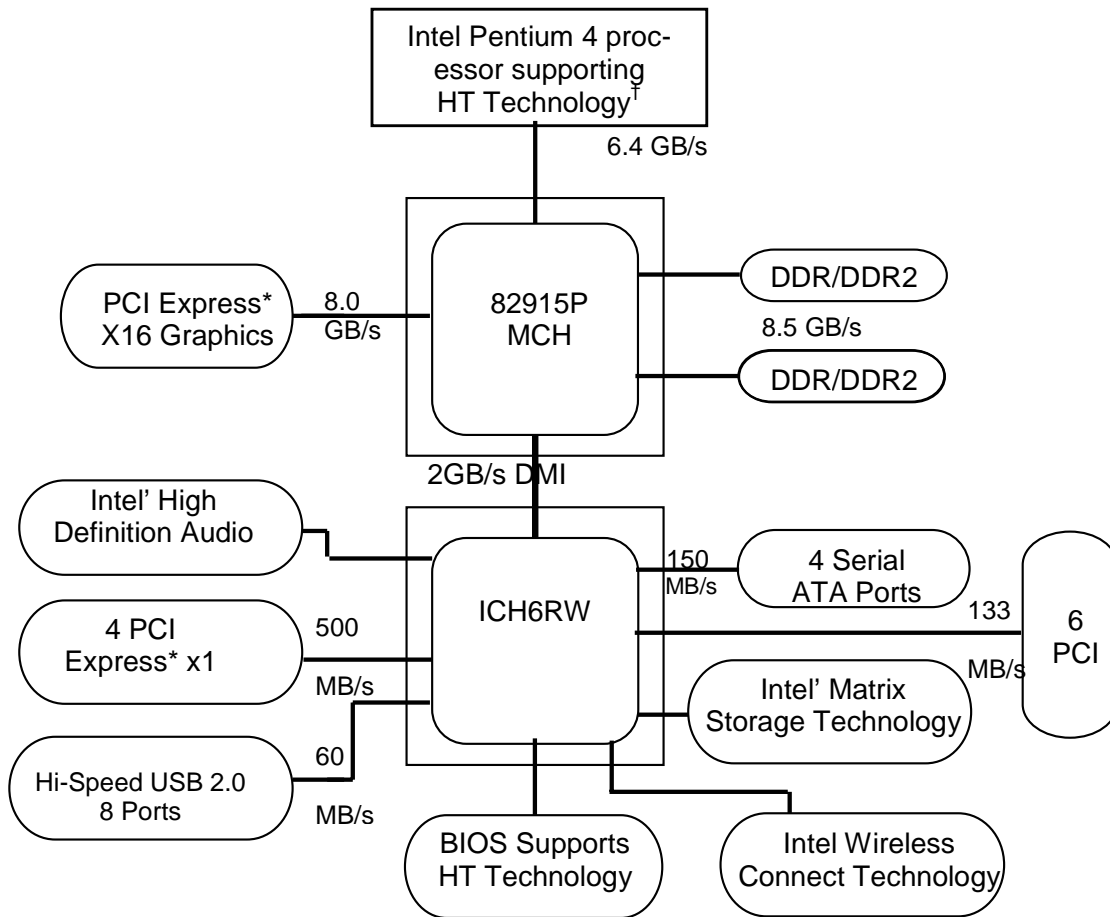 Intel Pentium 4 proc-
essor supporting
HT Technology†
6.4 GB/s
PCI Express*
X16 Graphics
8.0
GB/s
82915P
MCH
DDR/DDR2
8.5 GB/s
DDR/DDR2
2GB/s DMI
Intel' High
Definition Audio
ICH6RW
150
MB/s
4 Serial
ATA Ports
133
MB/s
6
PCI
4 PCI
Express* x1
500
MB/s
Intel' Matrix
Storage Technology
Hi-Speed USB 2.0
8 Ports
60
MB/s
BIOS Supports
HT Technology
Intel Wireless
Connect Technology